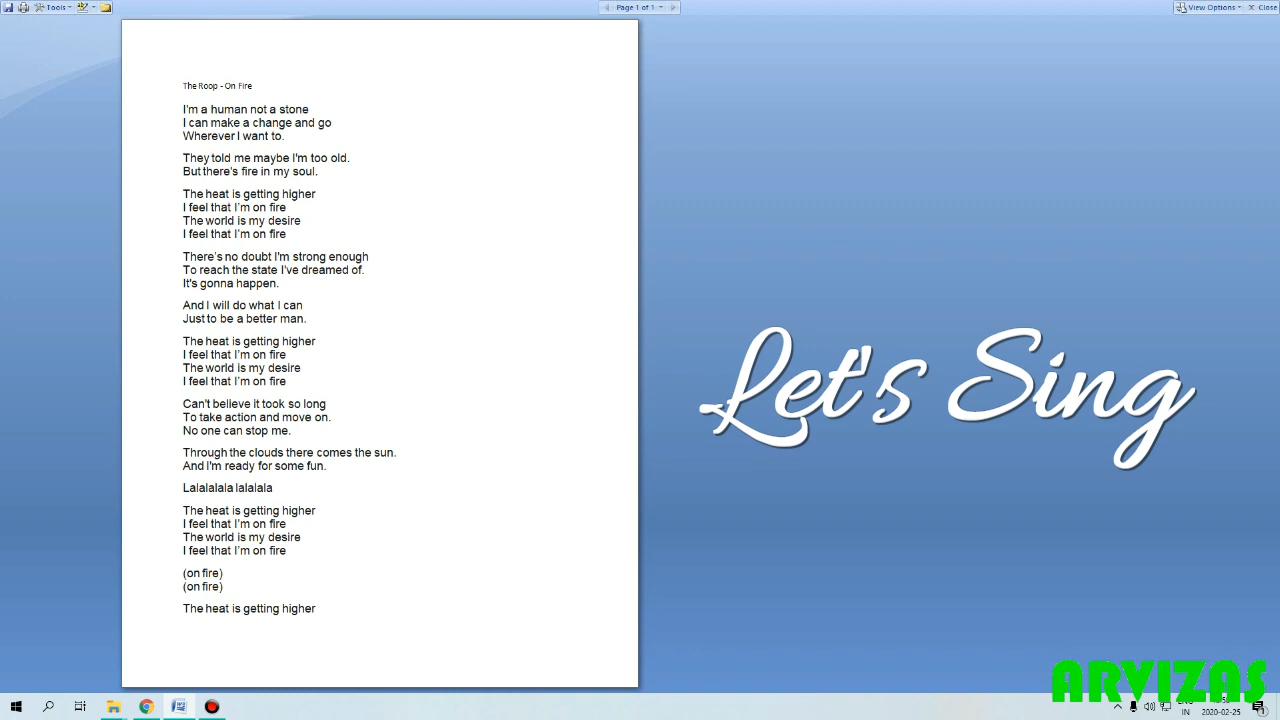 Tools
Page 1 of 1
View Options
Close
The Roop - On Fire
I'm a human not a stone
I can make a change and go
Wherever I want to.
They told me maybe I'm too old.
But there's fire in my soul.
The heat is getting higher
I feel that I'm on fire
The world is my desire
I feel that I'm on fire
There's no doubt I'm strong enough
To reach the state I've dreamed of.
It's gonna happen.
And I will do what I can
Just to be a better man.
The heat is getting higher
I feel that I'm on fire
The world is my desire
I feel that I'm on fire
Can't believe it took so long
To take action and move on.
No one can stop me.
Through the clouds there comes the sun.
And I'm ready for some fun.
Lalalalala lalalala
The heat is getting higher
I feel that I'm on fire
The world is my desire
I feel that I'm on fire
(on fire)
(on fire)
The heat is getting higher
Let's Sing
ARVIZAS
IN
2020-02-25